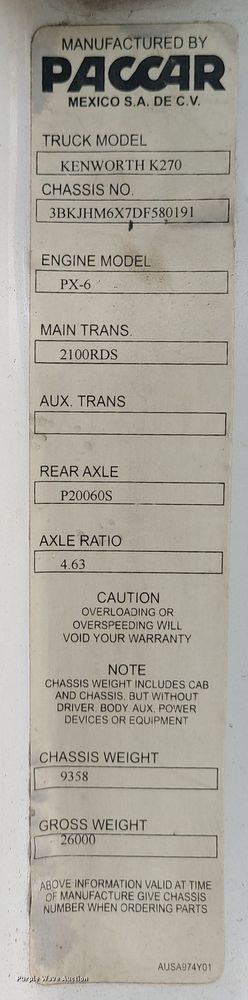 MANUFACTURED BY
PACCAR
MEXICO S.A. DE C.V.
TRUCK MODEL
KENWORTH K270
CHASSIS NO.
3BKJHM6X7DF580191
ENGINE MODEL
PX-6
MAIN TRANS.
2100RDS
AUX. TRANS
REAR AXLE
P20060S
AXLE RATIO
4.63
CAUTION
OVERLOADING OR
OVERSPEEDING WILL
VOID YOUR WARRANTY
NOTE
CHASSIS WEIGHT INCLUDES CAB
AND CHASSIS. BUT WITHOUT
DRIVER. BODY AUX. POWER
DEVICES OR EQUIPMENT
CHASSIS WEIGHT
9358
GROSS WEIGHT
26000
ABOVE INFORMATION VALID AT TIME
OF MANUFACTURE GIVE CHASSIS
NUMBER WHEN ORDERING PARTS
AUSA974Y01
Purple Wave Auction